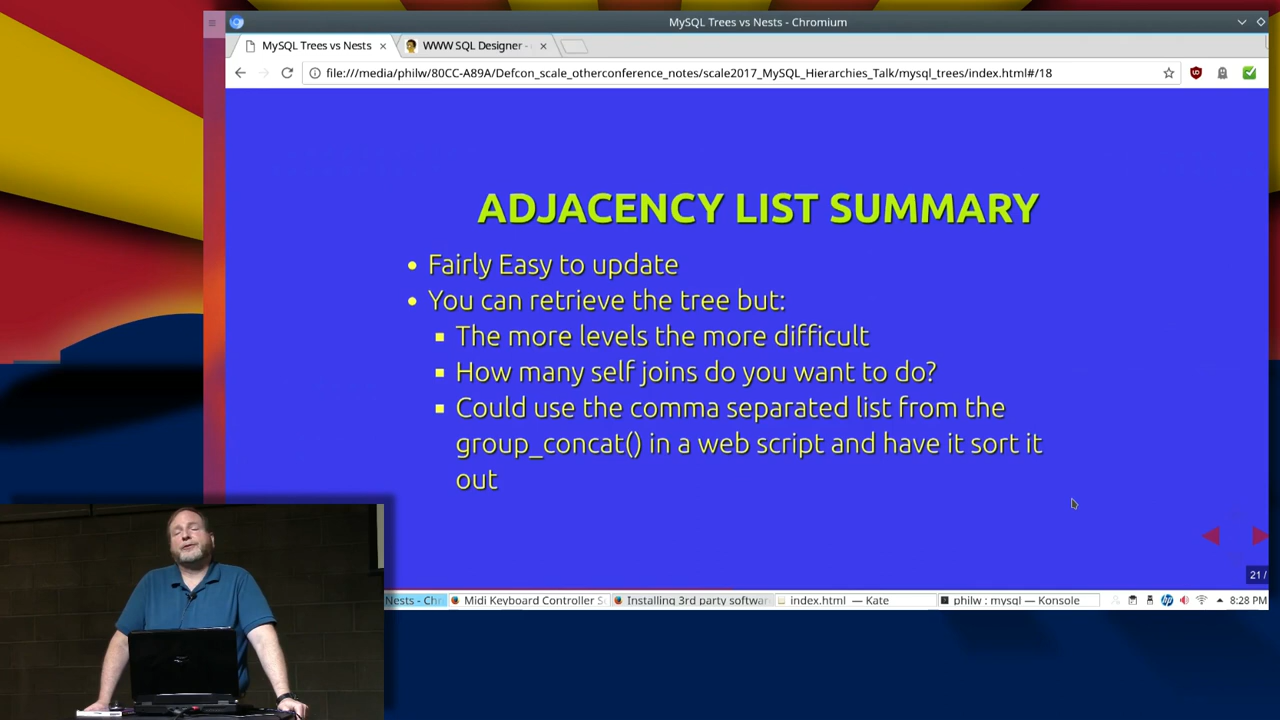 MySQL Trees vs Nests - Chromium
MySQL Trees vs Nests
WWW SQL Designer -
file:///media/philw/80CC-A89A/Defcon_scale_otherconference_notes/scale2017_MySQL_Hierarchies_Talk/mysql_trees/index.html#/18
ADJACENCY LIST SUMMARY
• Fairly Easy to update
• You can retrieve the tree but:
▪ The more levels the more difficult
▪ How many self joins do you want to do?
▪ Could use the comma separated list from the
group_concat() in a web script and have it sort it
out
21 /
Nests - Chr
Midi Keyboard Controller S
Installing 3rd party softwar
index.html — Kate
philw : mysql — Konsole
8:28 PM